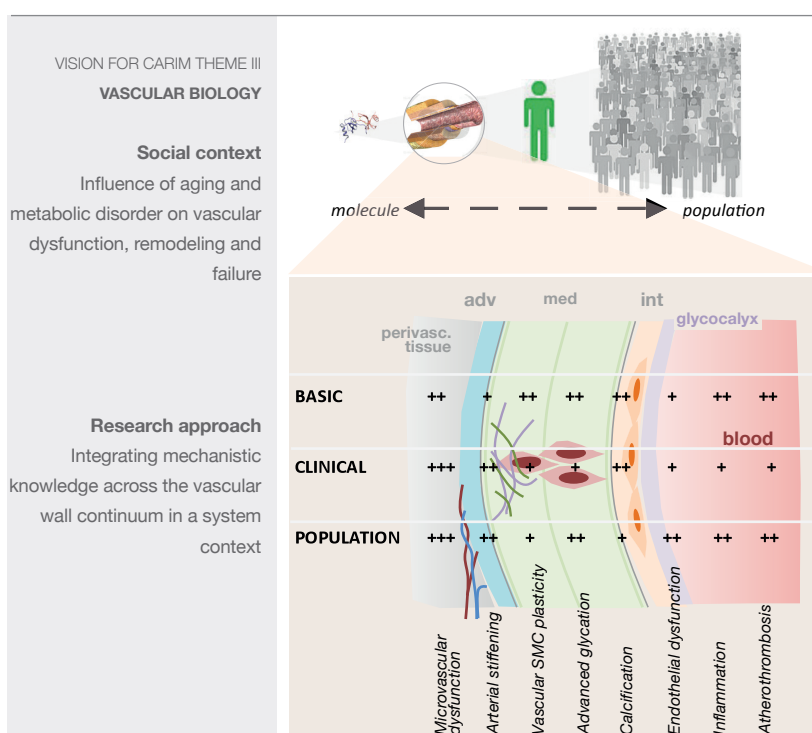 VISION FOR CARIM THEME III
VASCULAR BIOLOGY
Social context
Influence of aging and
metabolic disorder on vascular
dysfunction, remodeling and
failure
Research approach
Integrating mechanistic
knowledge across the vascular
wall continuum in a system
context
molecule
population
adv
med
int
glycocalyx
perivasc.
tissue
BASIC ++ + ++ ++ ++ + ++ ++
blood
CLINICAL +++ ++ + + ++ + + +
POPULATION +++ ++ + ++ + ++ ++ ++
Microvascular
dysfunction
Arterial stiffening
Vascular SMC plasticity
Advanced glycation
Calcification
Endothelial dysfunction
Inflammation
Atherothrombosis